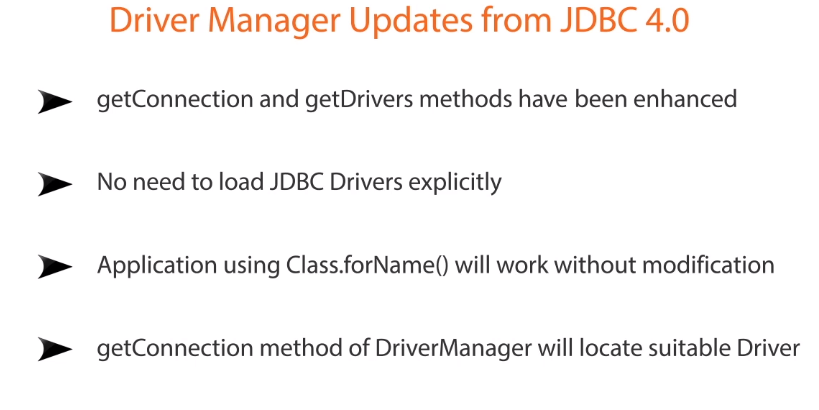 Driver Manager Updates from JDBC 4.0
getConnection and getDrivers methods have been enhanced
No need to load JDBC Drivers explicitly
Application using Class.forName() will work without modification
getConnection method of DriverManager will locate suitable Driver